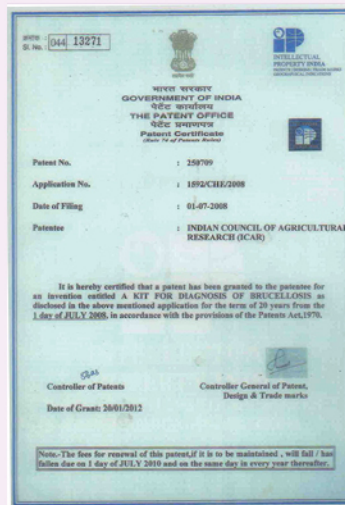 क्रमांक :
SL No. : 044 13271
INTELLECTUAL
PROPERTY INDIA
भारत सरकार
GOVERNMENT OF INDIA
पेटेंट कार्यालय
THE PATENT OFFICE
पेटेंट प्रमाणपत्र
Patent Certificate
(Rule 74 of Patents Rules)
Patent No. : 250709
Application No. : 1592/CHE/2008
Date of Filing : 01-07-2008
Patentee : INDIAN COUNCIL OF AGRICULTURAL
RESEARCH (ICAR)
It is hereby certified that a patent has been granted to the patentee for
an invention entitled A KIT FOR DIAGNOSIS OF BRUCELLOSIS as
disclosed in the above mentioned application for the term of 20 years from the
1 day of JULY 2008, in accordance with the provisions of the Patents Act,1970.
Controller of Patents
Controller General of Patent,
Design & Trade marks
Date of Grant: 20/01/2012
Note.-The fees for renewal of this patent,if it is to be maintained , will fall / has
fallen due on 1 day of JULY 2010 and on the same day in every year thereafter.